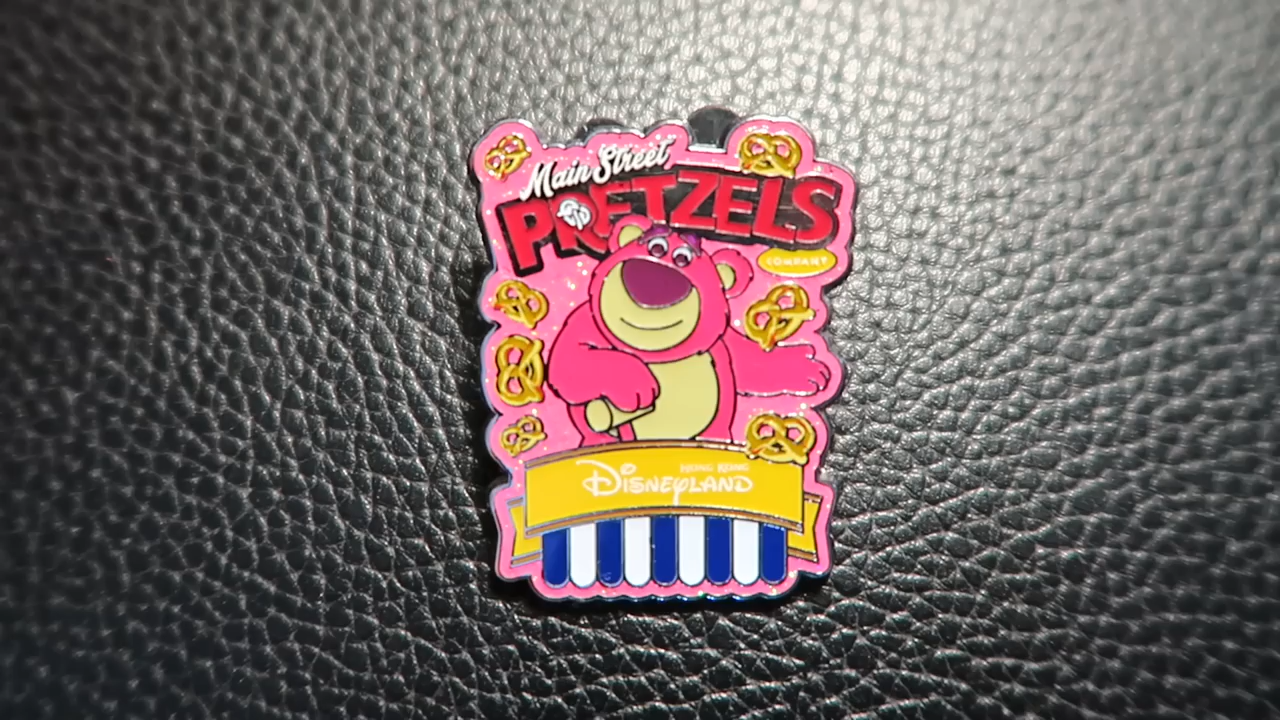 Main Street
PRETZELS
COMPANY
HONG KONG
DISNEYLAND